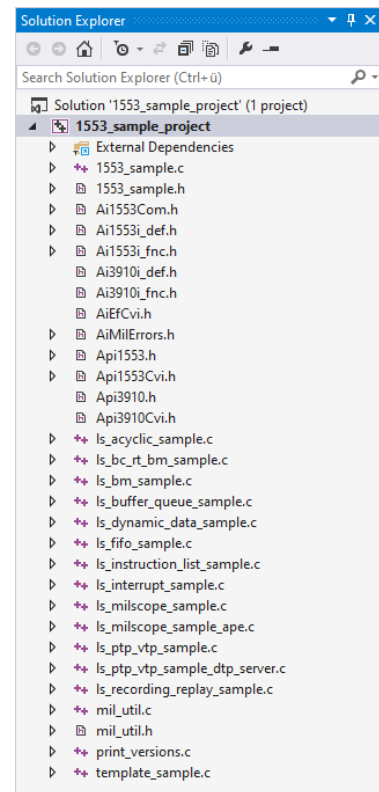 Solution Explorer
Search Solution Explorer (Ctrl+ü)
Solution '1553_sample_project' (1 project)
1553_sample_project
External Dependencies
1553_sample.c
1553_sample.h
Ai1553Com.h
Ai1553i_def.h
Ai1553i_fnc.h
Ai3910i_def.h
Ai3910i_fnc.h
AiEfCvi.h
AiMilErrors.h
Api1553.h
Api1553Cvi.h
Api3910.h
Api3910Cvi.h
ls_acyclic_sample.c
ls_bc_rt_bm_sample.c
ls_bm_sample.c
ls_buffer_queue_sample.c
ls_dynamic_data_sample.c
ls_fifo_sample.c
ls_instruction_list_sample.c
ls_interrupt_sample.c
ls_milscope_sample.c
ls_milscope_sample_ape.c
ls_ptp_vtp_sample.c
ls_ptp_vtp_sample_dtp_server.c
ls_recording_replay_sample.c
mil_util.c
mil_util.h
print_versions.c
template_sample.c